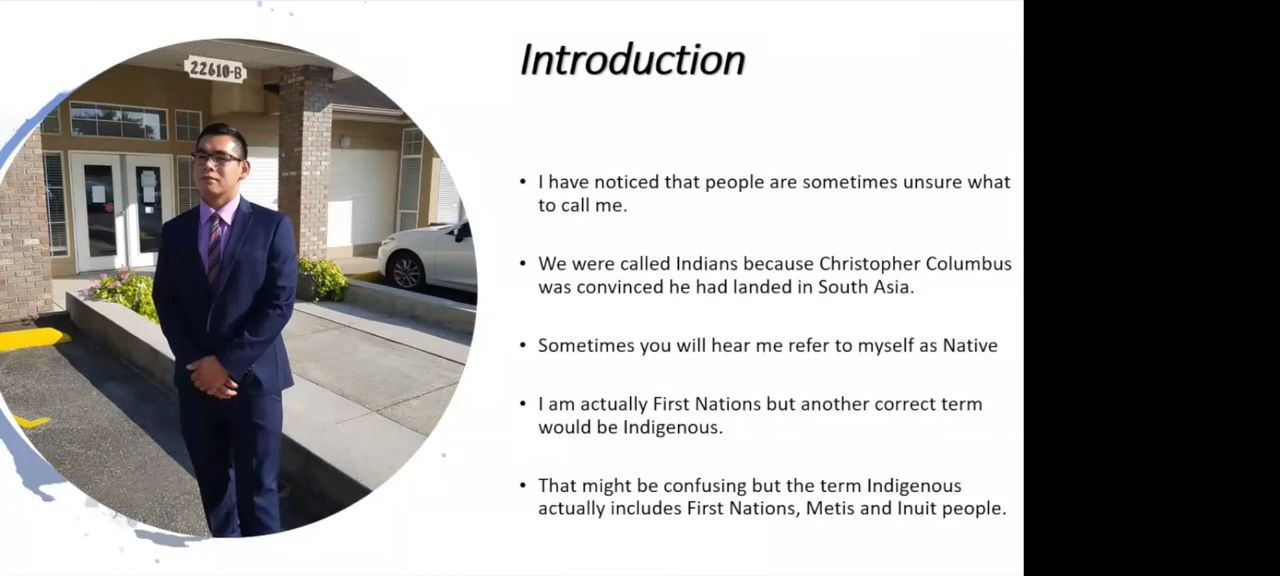 22610-B
Introduction
• I have noticed that people are sometimes unsure what
to call me.
• We were called Indians because Christopher Columbus
was convinced he had landed in South Asia.
• Sometimes you will hear me refer to myself as Native
• I am actually First Nations but another correct term
would be Indigenous.
• That might be confusing but the term Indigenous
actually includes First Nations, Metis and Inuit people.